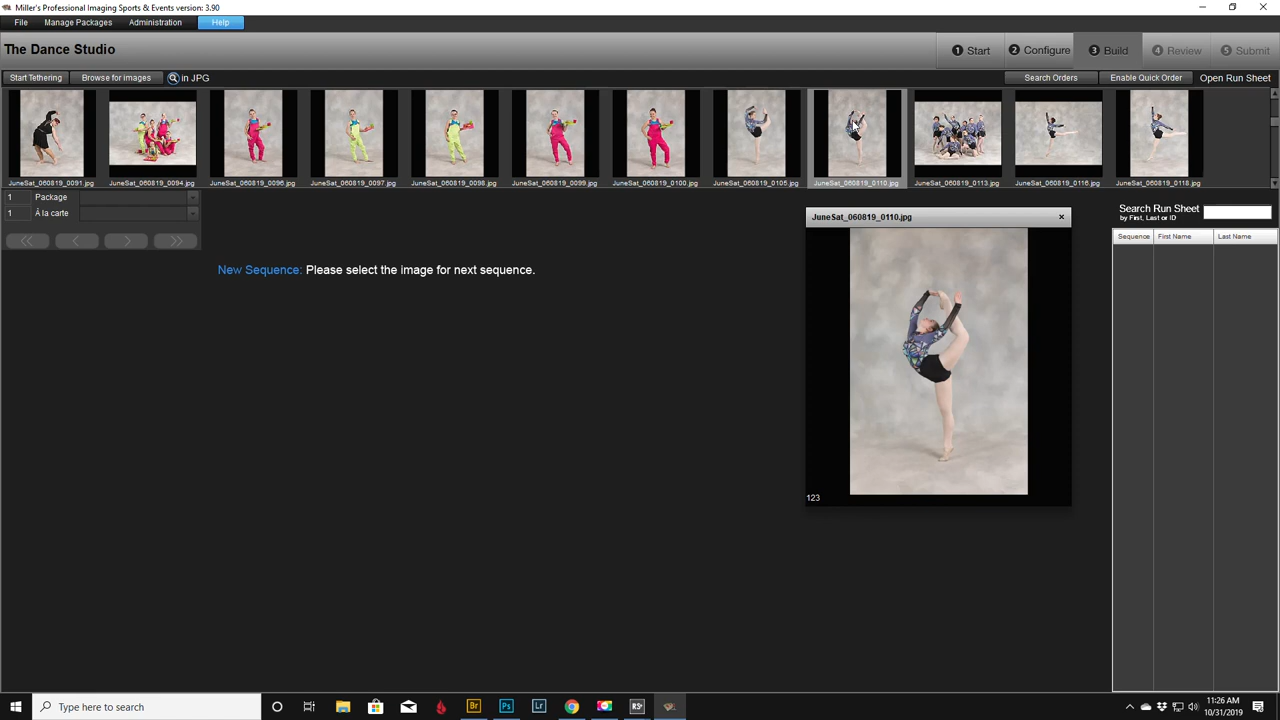 Miller's Professional Imaging Sports & Events version: 3.90
File Manage Packages Administration Help
The Dance Studio
1 Start 2 Configure 3 Build 4 Review 5 Submit
Start Tethering Browse for images in JPG Search Orders Enable Quick Order Open Run Sheet
JuneSat_060819_0091.jpg JuneSat_060819_0094.jpg JuneSat_060819_0096.jpg JuneSat_060819_0097.jpg JuneSat_060819_0098.jpg JuneSat_060819_0099.jpg JuneSat_060819_0100.jpg JuneSat_060819_0105.jpg JuneSat_060819_0110.jpg JuneSat_060819_0113.jpg JuneSat_060819_0116.jpg JuneSat_060819_0118.jpg
1 Package
1 À la carte
New Sequence: Please select the image for next sequence.
JuneSat_060819_0110.jpg
123
Search Run Sheet
by First, Last or ID
Sequence First Name Last Name
Type here to search
Br Ps Lr RS
11:26 AM
10/31/2019